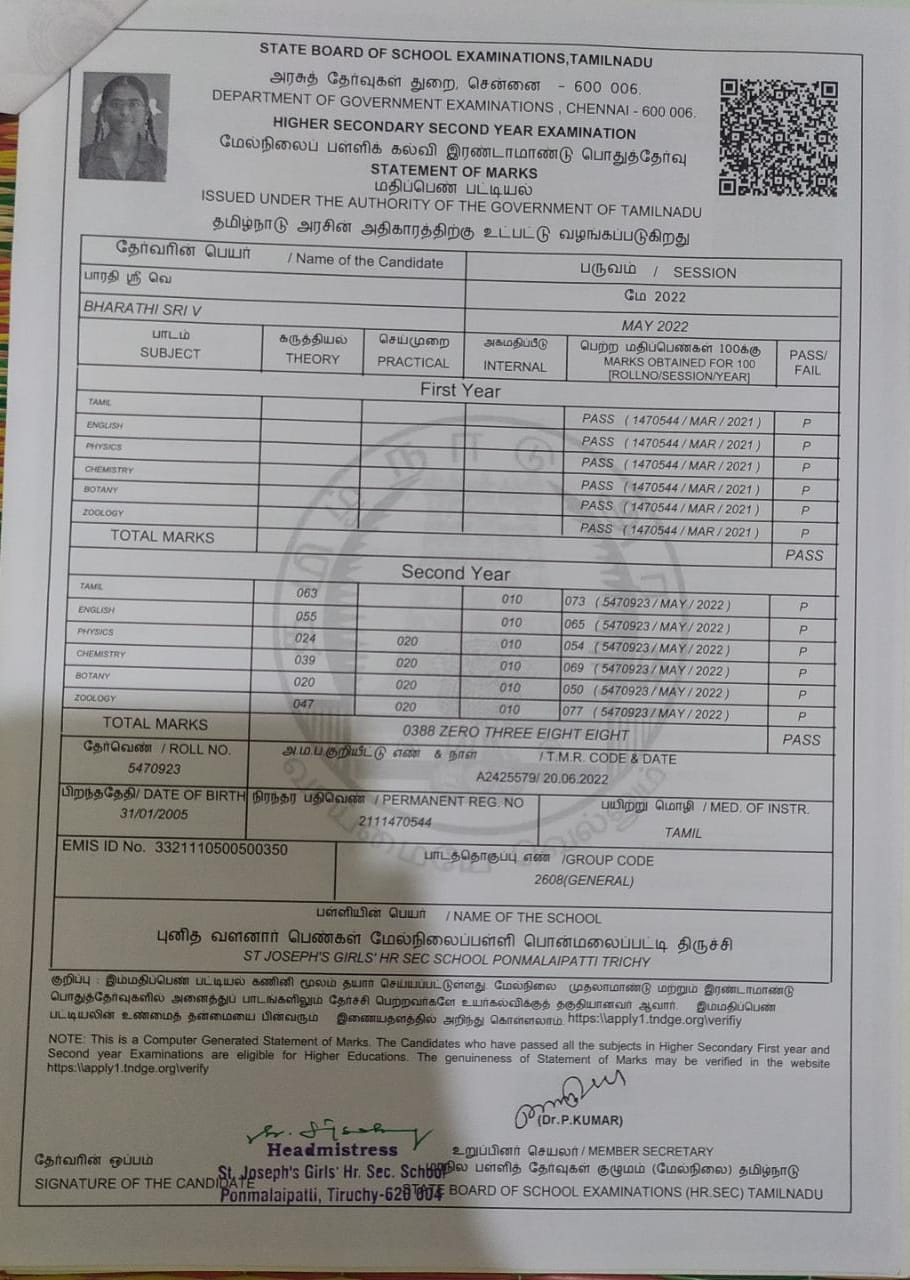 STATE BOARD OF SCHOOL EXAMINATIONS,TAMILNADU
அரசுத் தேர்வுகள் துறை, சென்னை - 600 006.
DEPARTMENT OF GOVERNMENT EXAMINATIONS , CHENNAI - 600 006.
HIGHER SECONDARY SECOND YEAR EXAMINATION
மேல்நிலைப் பள்ளிக் கல்வி இரண்டாமாண்டு பொதுத்தேர்வு
STATEMENT OF MARKS
மதிப்பெண் பட்டியல்
ISSUED UNDER THE AUTHORITY OF THE GOVERNMENT OF TAMILNADU
தமிழ்நாடு அரசின் அதிகாரத்திற்கு உட்பட்டு வழங்கப்படுகிறது
தேர்வரின் பெயர் / Name of the Candidate பருவம் / SESSION
பாரதி ஸ்ரீ வெ மே 2022
BHARATHI SRI V MAY 2022
பாடம் கருத்தியல் செய்முறை அகமதிப்பீடு பெற்ற மதிப்பெண்கள் 100க்கு PASS/
SUBJECT THEORY PRACTICAL INTERNAL MARKS OBTAINED FOR 100 FAIL
[ROLLNO/SESSION/YEAR]
First Year
TAMIL PASS ( 1470544 / MAR / 2021 ) P
ENGLISH PASS ( 1470544 / MAR / 2021 ) P
PHYSICS PASS ( 1470544 / MAR / 2021 ) P
CHEMISTRY PASS ( 1470544 / MAR / 2021 ) P
BOTANY PASS ( 1470544 / MAR / 2021 ) P
ZOOLOGY PASS ( 1470544 / MAR / 2021 ) P
TOTAL MARKS PASS
Second Year
TAMIL 063 010 073 ( 5470923 / MAY / 2022 ) P
ENGLISH 055 010 065 ( 5470923 / MAY / 2022 ) P
PHYSICS 024 020 010 054 ( 5470923 / MAY / 2022 ) P
CHEMISTRY 039 020 010 069 ( 5470923 / MAY / 2022 ) P
BOTANY 020 020 010 050 ( 5470923 / MAY / 2022 ) P
ZOOLOGY 047 020 010 077 ( 5470923 / MAY / 2022 ) P
TOTAL MARKS 0388 ZERO THREE EIGHT EIGHT PASS
தேர்வெண் / ROLL NO. அ.ம.ப.குறியீட்டு எண் & நாள் / T.M.R. CODE & DATE
5470923 A2425579/ 20.06.2022
பிறந்ததேதி/ DATE OF BIRTH நிரந்தர பதிவெண் / PERMANENT REG. NO பயிற்று மொழி / MED. OF INSTR.
31/01/2005 2111470544 TAMIL
EMIS ID No. 3321110500500350 பாடத்தொகுப்பு எண் /GROUP CODE
2608(GENERAL)
பள்ளியின் பெயர் / NAME OF THE SCHOOL
புனித வளனார் பெண்கள் மேல்நிலைப்பள்ளி பொன்மலைப்பட்டி திருச்சி
ST JOSEPH'S GIRLS' HR SEC SCHOOL PONMALAIPATTI TRICHY
குறிப்பு : இம்மதிப்பெண் பட்டியல் கணினி மூலம் தயார் செய்யப்பட்டுள்ளது. மேல்நிலை முதலாமாண்டு மற்றும் இரண்டாமாண்டு
பொதுத்தேர்வுகளில் அனைத்துப் பாடங்களிலும் தேர்ச்சி பெற்றவர்களே உயர்கல்விக்குத் தகுதியானவர் ஆவார். இம்மதிப்பெண்
பட்டியலின் உண்மைத் தன்மையை பின்வரும் இணையதளத்தில் அறிந்து கொள்ளலாம். https:\\apply1.tndge.org\verifiy
NOTE: This is a Computer Generated Statement of Marks. The Candidates who have passed all the subjects in Higher Secondary First year and
Second year Examinations are eligible for Higher Educations. The genuineness of Statement of Marks may be verified in the website
https:\\apply1.tndge.org\verify
(Dr.P.KUMAR)
Headmistress
St. Joseph's Girls' Hr. Sec. School
Ponmalaipatti, Tiruchy-620 004
தேர்வரின் ஒப்பம்
SIGNATURE OF THE CANDIDATE
உறுப்பினர் செயலர் / MEMBER SECRETARY
மாநில பள்ளித் தேர்வுகள் குழுமம் (மேல்நிலை) தமிழ்நாடு
STATE BOARD OF SCHOOL EXAMINATIONS (HR.SEC) TAMILNADU